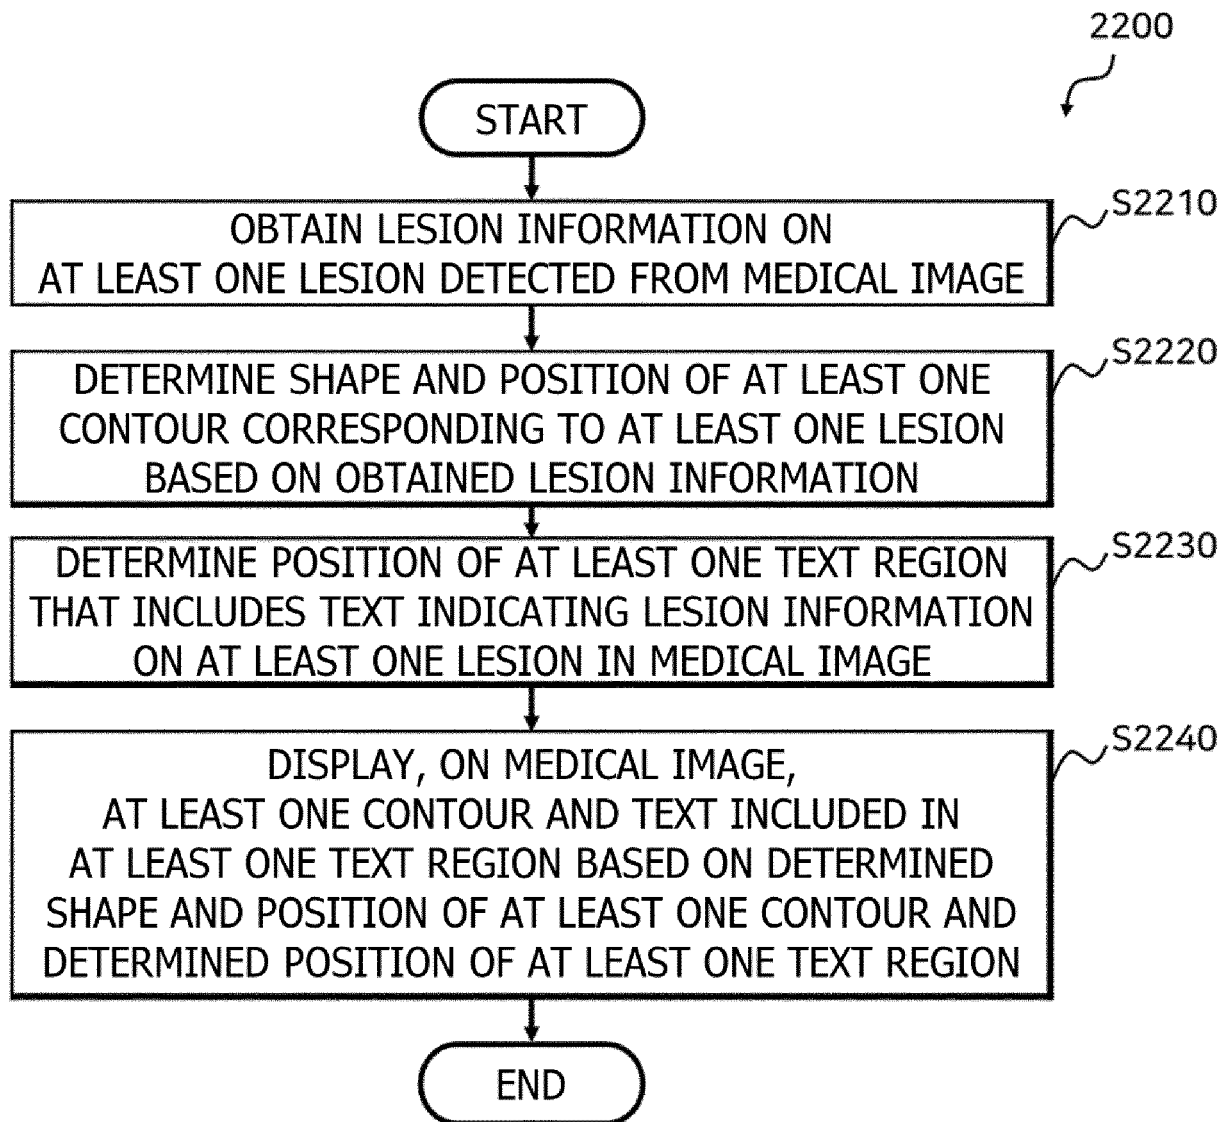 2200
START
OBTAIN LESION INFORMATION ON
AT LEAST ONE LESION DETECTED FROM MEDICAL IMAGE
S2210
DETERMINE SHAPE AND POSITION OF AT LEAST ONE
CONTOUR CORRESPONDING TO AT LEAST ONE LESION
BASED ON OBTAINED LESION INFORMATION
S2220
DETERMINE POSITION OF AT LEAST ONE TEXT REGION
THAT INCLUDES TEXT INDICATING LESION INFORMATION
ON AT LEAST ONE LESION IN MEDICAL IMAGE
S2230
DISPLAY, ON MEDICAL IMAGE,
AT LEAST ONE CONTOUR AND TEXT INCLUDED IN
AT LEAST ONE TEXT REGION BASED ON DETERMINED
SHAPE AND POSITION OF AT LEAST ONE CONTOUR AND
DETERMINED POSITION OF AT LEAST ONE TEXT REGION
S2240
END